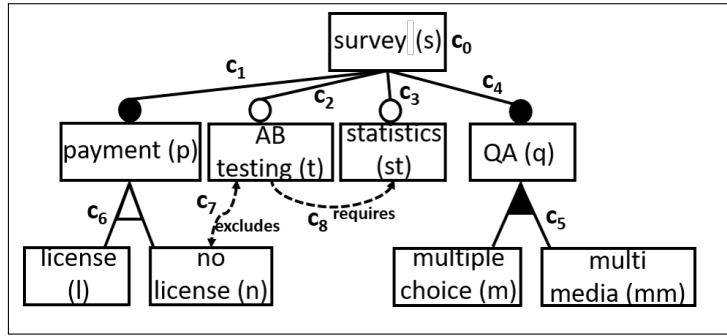 survey (s) c0
c1
c2
c3
c4
payment (p)
AB
testing (t)
statistics
(st)
QA (q)
c6
c7
excludes
c8 requires
c5
license
(l)
no
license (n)
multiple
choice (m)
multi
media (mm)